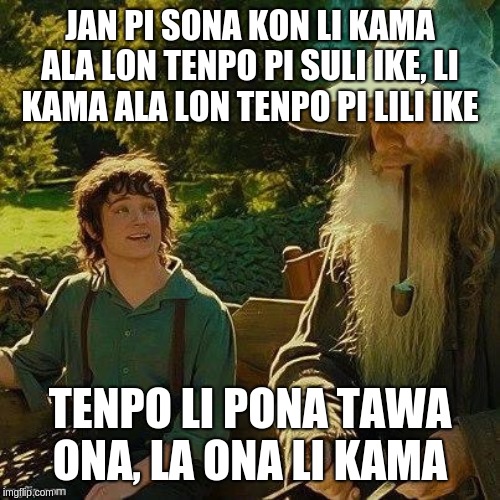 JAN PI SONA KON LI KAMA
ALA LON TENPO PI SULI IKE, LI
KAMA ALA LON TENPO PI LILI IKE
TENPO LI PONA TAWA
ONA, LA ONA LI KAMA
imgflip.com